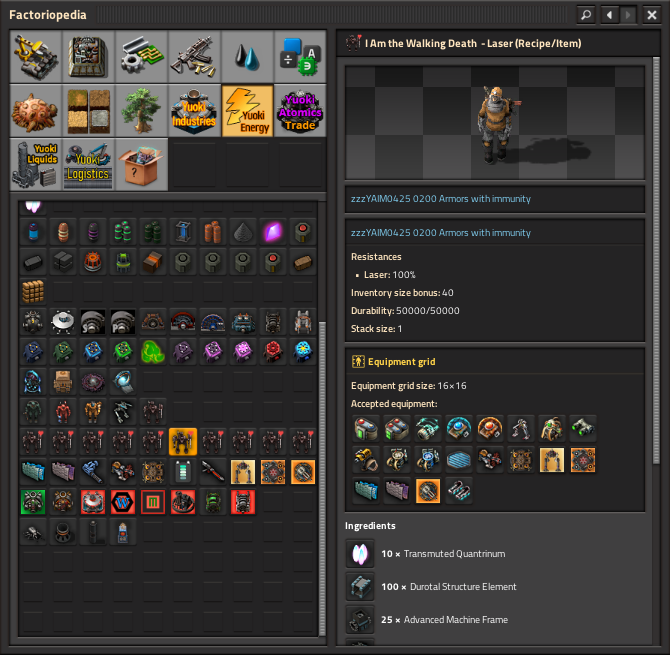 Factoriopedia
A
Yuoki
Industries
Yuoki
Energy
Yuoki
Atomics
Trade
Yuoki
Liquids
Yuoki
Logistics
?
I Am the Walking Death - Laser (Recipe/Item)
zzzYAIM0425 0200 Armors with immunity
zzzYAIM0425 0200 Armors with immunity
Resistances
• Laser: 100%
Inventory size bonus: 40
Durability: 50000/50000
Stack size: 1
Equipment grid
Equipment grid size: 16×16
Accepted equipment:
Ingredients
10 × Transmuted Quantrinum
100 × Durotal Structure Element
25 × Advanced Machine Frame